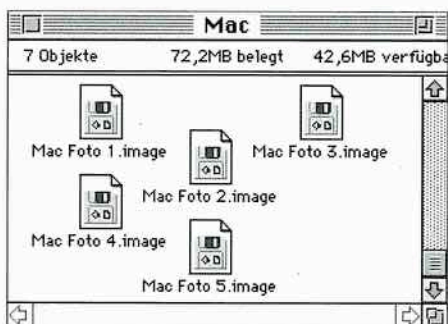 Mac
7 Objekte 72,2MB belegt 42,6MB verfügba
Mac Foto 1.image Mac Foto 3.image
Mac Foto 2.image
Mac Foto 4.image
Mac Foto 5.image